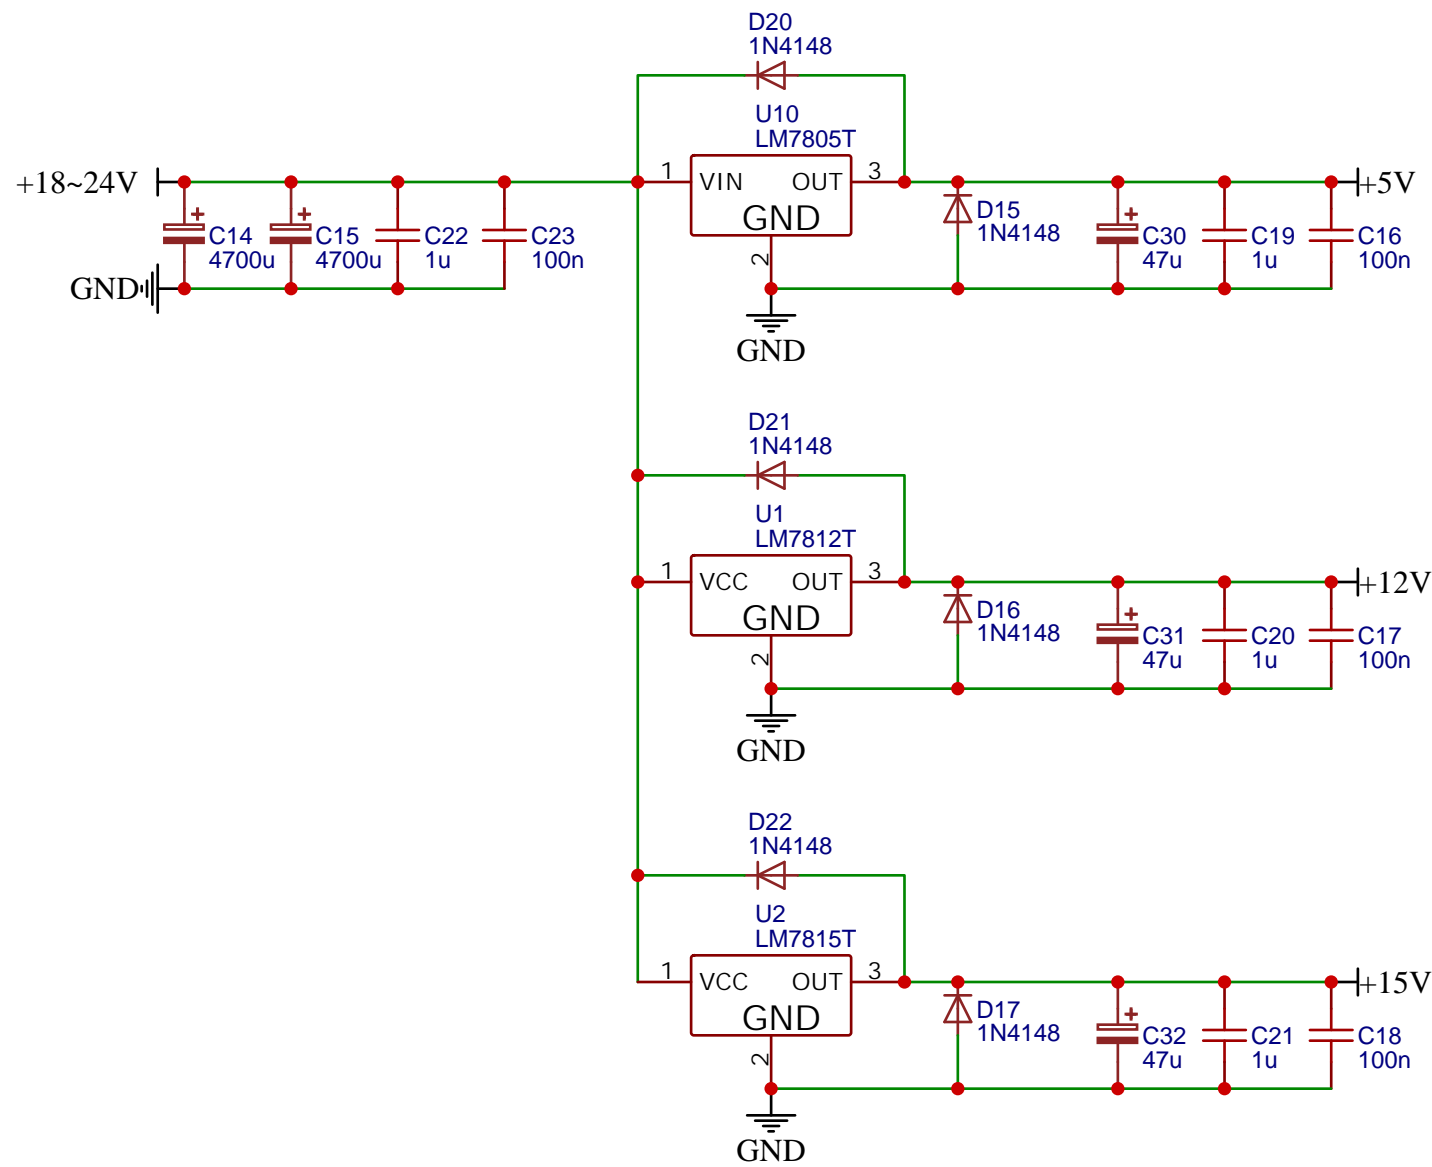 D20
1N4148
U10
LM7805T
+18~24V
1
VIN
OUT
3
+5V
GND
2
+
C14
4700u
+
C15
4700u
C22
1u
C23
100n
D15
1N4148
+
C30
47u
C19
1u
C16
100n
GND
GND
D21
1N4148
U1
LM7812T
1
VCC
OUT
3
+12V
GND
2
D16
1N4148
+
C31
47u
C20
1u
C17
100n
GND
D22
1N4148
U2
LM7815T
1
VCC
OUT
3
+15V
GND
2
D17
1N4148
+
C32
47u
C21
1u
C18
100n
GND